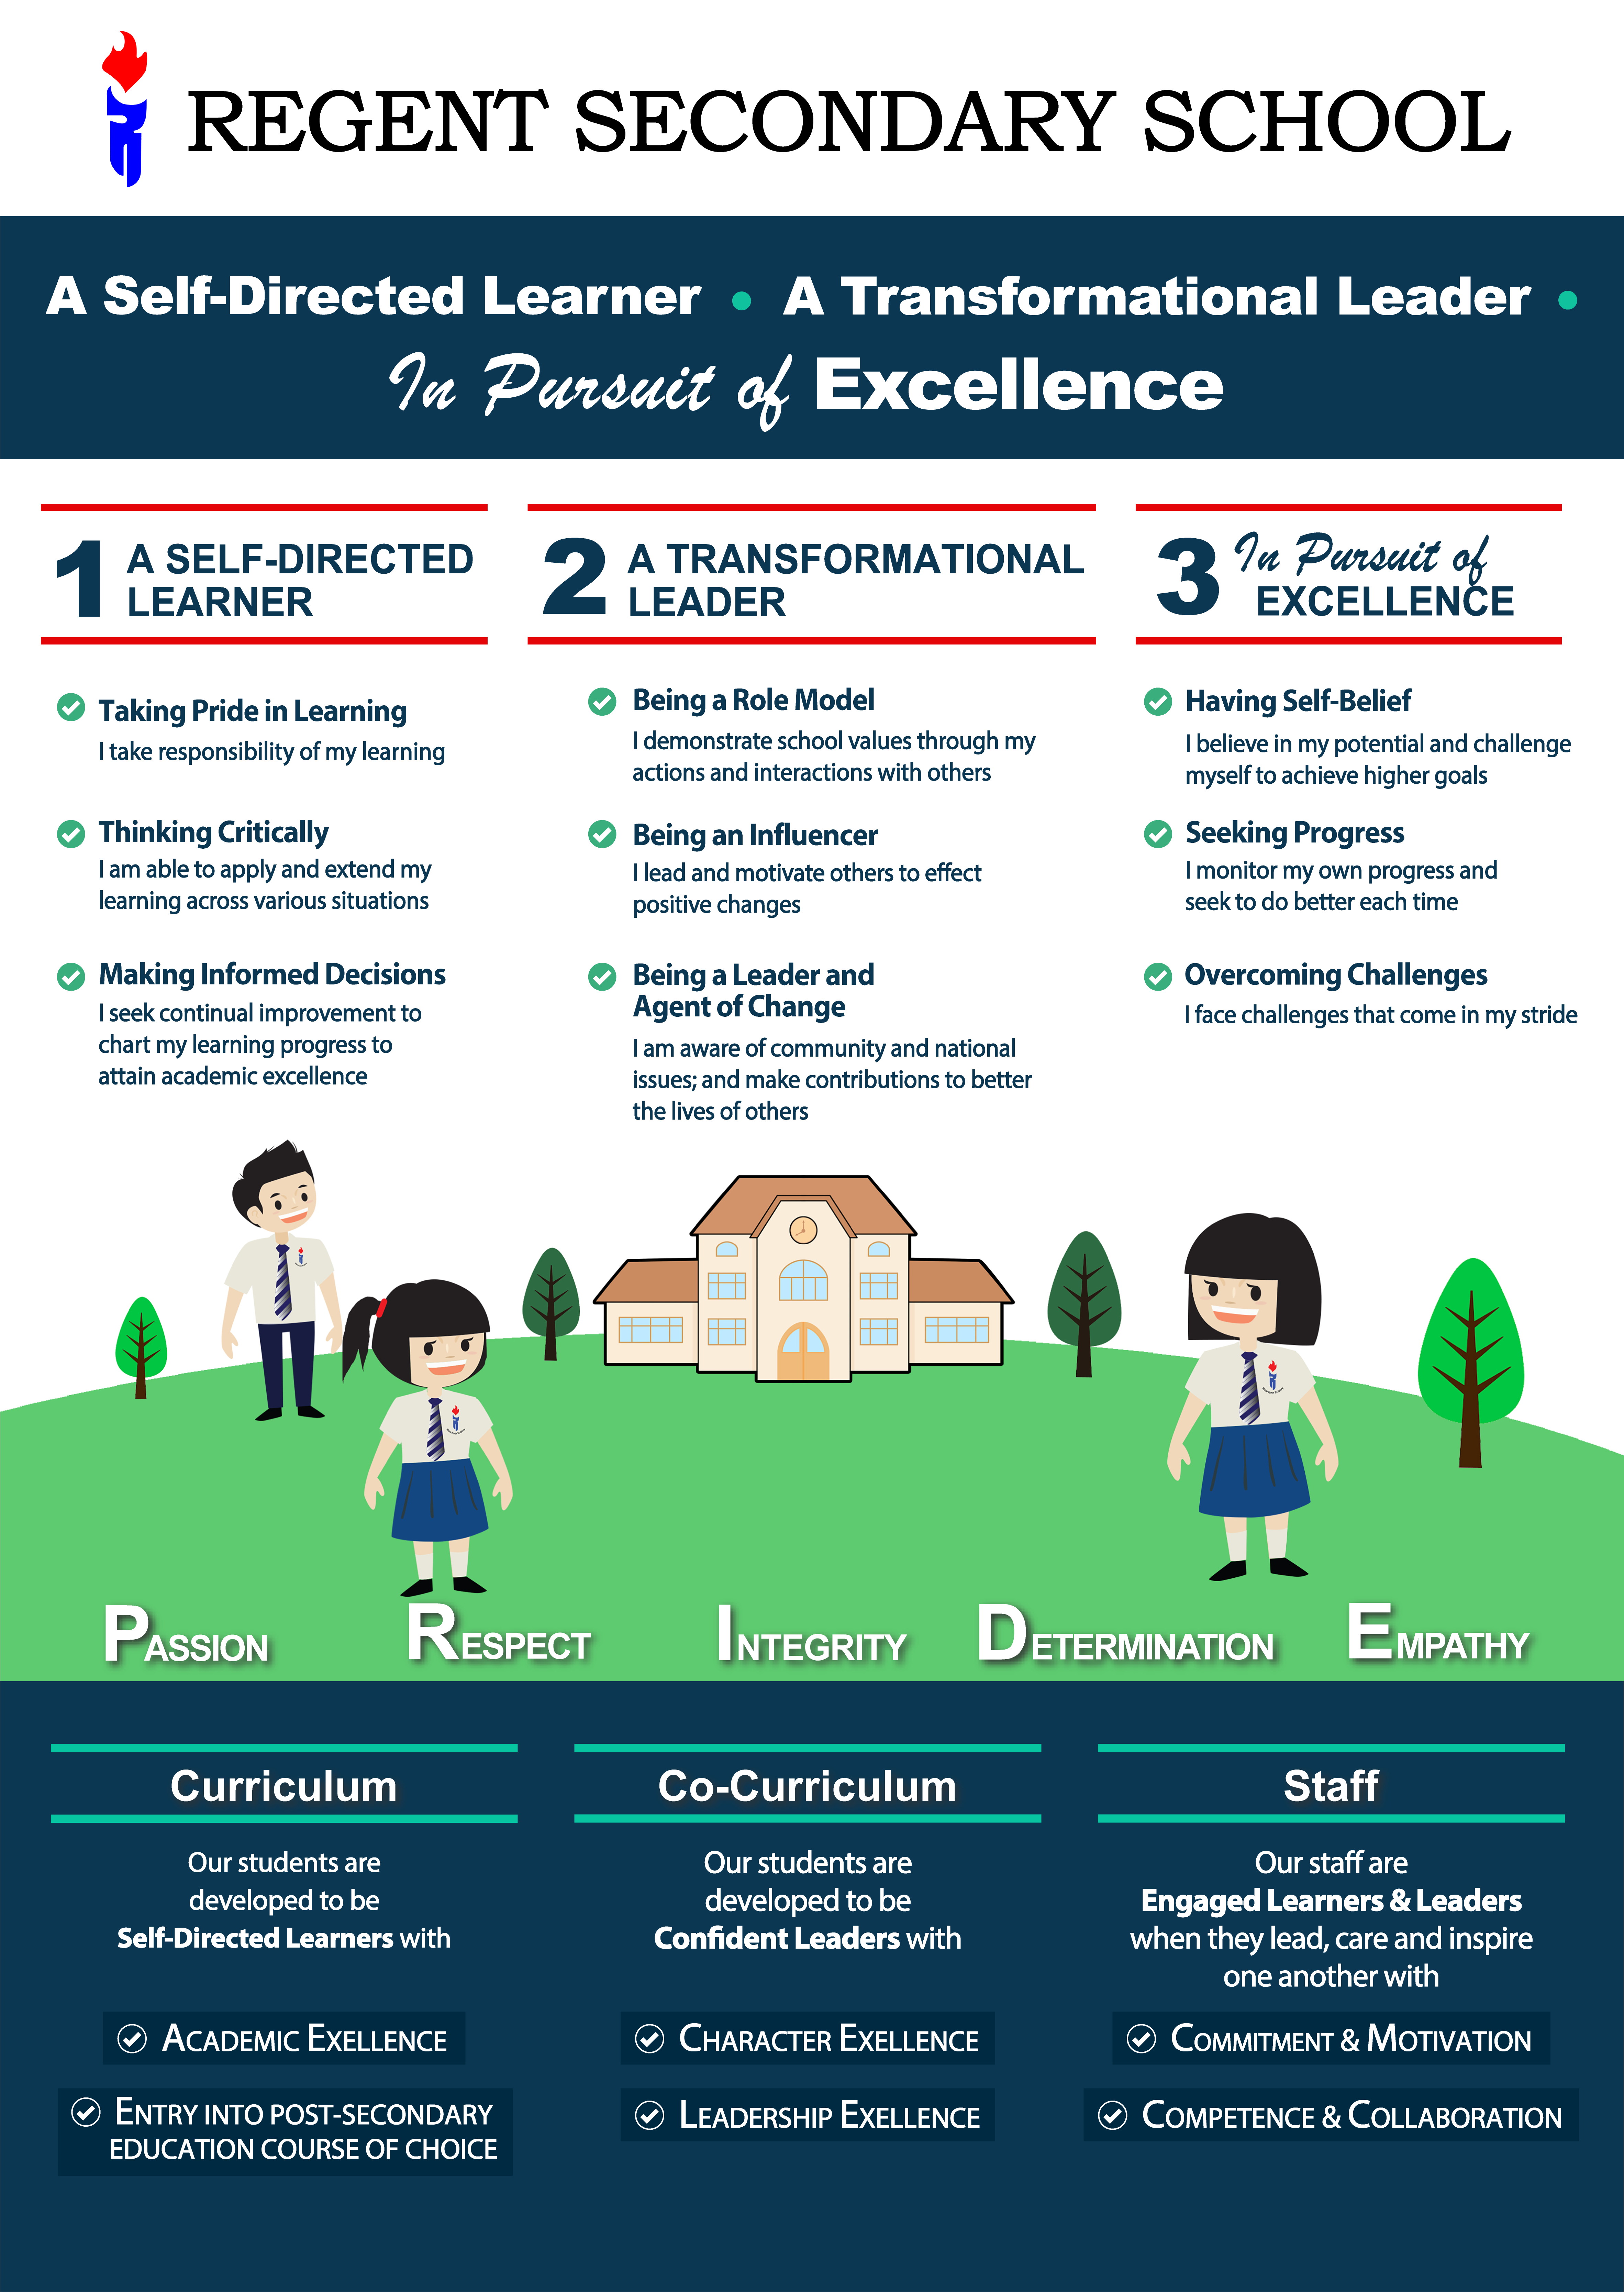 REGENT SECONDARY SCHOOL
A Self-Directed Learner • A Transformational Leader •
In Pursuit of Excellence
1 A SELF-DIRECTED
LEARNER
Taking Pride in Learning
I take responsibility of my learning
Thinking Critically
I am able to apply and extend my
learning across various situations
Making Informed Decisions
I seek continual improvement to
chart my learning progress to
attain academic excellence
2 A TRANSFORMATIONAL
LEADER
Being a Role Model
I demonstrate school values through my
actions and interactions with others
Being an Influencer
I lead and motivate others to effect
positive changes
Being a Leader and
Agent of Change
I am aware of community and national
issues; and make contributions to better
the lives of others
3 In Pursuit of
EXCELLENCE
Having Self-Belief
I believe in my potential and challenge
myself to achieve higher goals
Seeking Progress
I monitor my own progress and
seek to do better each time
Overcoming Challenges
I face challenges that come in my stride
PASSION RESPECT INTEGRITY DETERMINATION EMPATHY
Curriculum
Our students are
developed to be
Self-Directed Learners with
ACADEMIC EXELLENCE
ENTRY INTO POST-SECONDARY
EDUCATION COURSE OF CHOICE
Co-Curriculum
Our students are
developed to be
Confident Leaders with
CHARACTER EXELLENCE
LEADERSHIP EXELLENCE
Staff
Our staff are
Engaged Learners & Leaders
when they lead, care and inspire
one another with
COMMITMENT & MOTIVATION
COMPETENCE & COLLABORATION